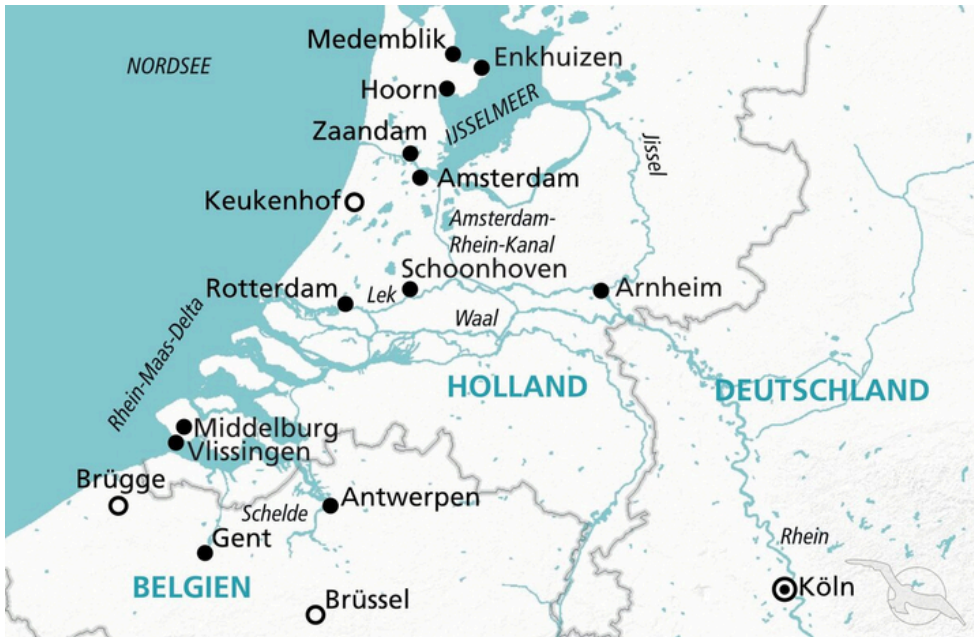 Medemblik
NORDSEE
Enkhuizen
Hoorn
IJSSELMEER
Zaandam
IJssel
Amsterdam
Keukenhof
Amsterdam-
Rhein-Kanal
Schoonhoven
Rotterdam
Lek
Arnheim
Waal
Rhein-Maas-Delta
HOLLAND
DEUTSCHLAND
Middelburg
Vlissingen
Brügge
Antwerpen
Schelde
Gent
Rhein
BELGIEN
Köln
Brüssel